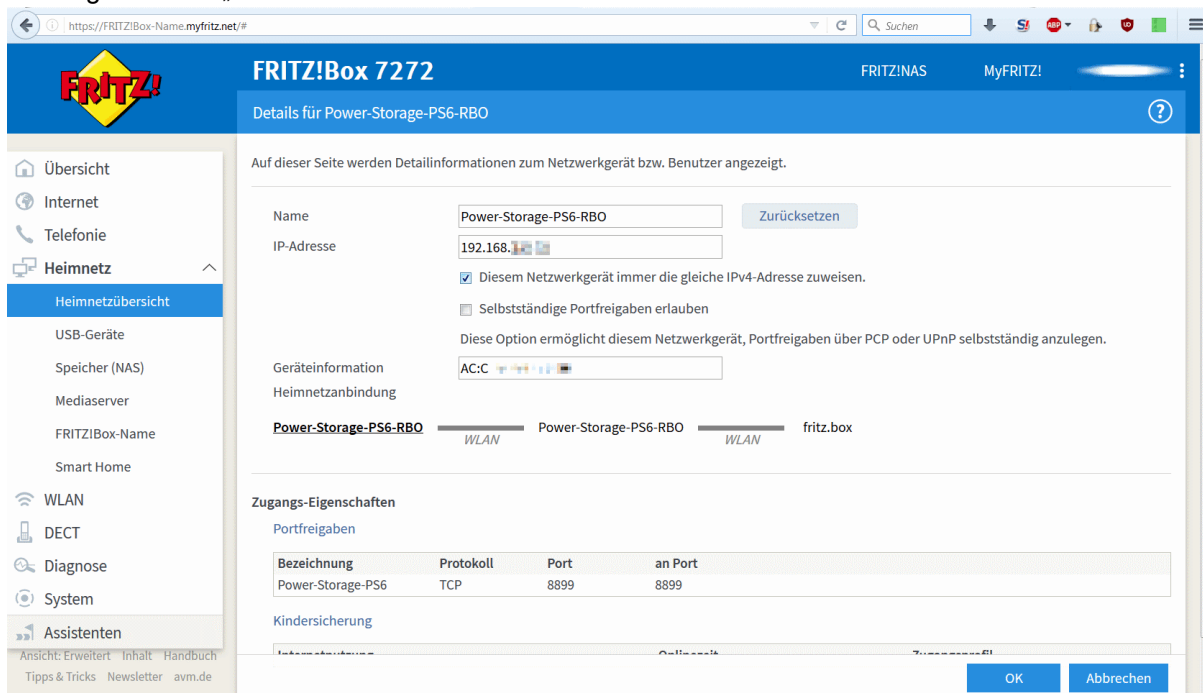 https://FRITZ!Box-Name.myfritz.net/#
Suchen
ABP
FRITZ!
FRITZ!Box 7272
FRITZ!NAS
MyFRITZ!
Details für Power-Storage-PS6-RBO
?
Auf dieser Seite werden Detailinformationen zum Netzwerkgerät bzw. Benutzer angezeigt.
Übersicht
Internet
Telefonie
Heimnetz
Heimnetzübersicht
USB-Geräte
Speicher (NAS)
Mediaserver
FRITZ!Box-Name
Smart Home
WLAN
DECT
Diagnose
System
Assistenten
Ansicht: Erweitert Inhalt Handbuch
Tipps & Tricks Newsletter avm.de
Name Power-Storage-PS6-RBO Zurücksetzen
IP-Adresse 192.168.
Diesem Netzwerkgerät immer die gleiche IPv4-Adresse zuweisen.
Selbstständige Portfreigaben erlauben
Diese Option ermöglicht diesem Netzwerkgerät, Portfreigaben über PCP oder UPnP selbstständig anzulegen.
Geräteinformation AC:C
Heimnetzanbindung
Power-Storage-PS6-RBO WLAN Power-Storage-PS6-RBO WLAN fritz.box
Zugangs-Eigenschaften
Portfreigaben
Bezeichnung Protokoll Port an Port
Power-Storage-PS6 TCP 8899 8899
Kindersicherung
Internetnutzung Onlinezeit Zugangsprofil
OK Abbrechen